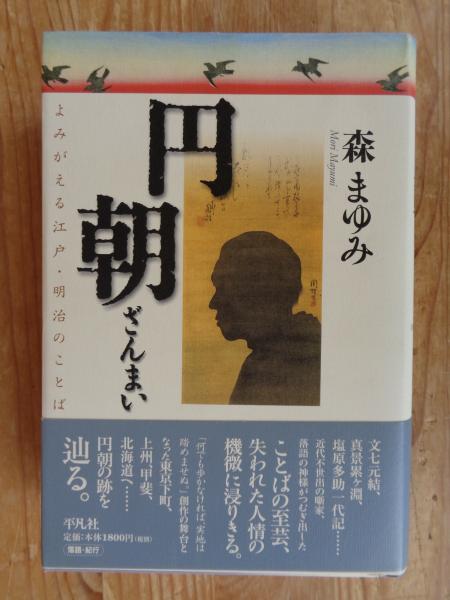 森まゆみ
Mori Mayumi
円朝
ざんまい
よみがえる江戸・明治のことば
文七元結、
真景累ヶ淵、
塩原多助一代記……
近代不世出の噺家、
落語の神様がつむぎ出した
ことばの至芸、
失われた人情の
機微に浸りきる。
「何でも歩かなければ、実地は
踏めませぬ」創作の舞台と
なった東京下町、
上州、甲斐、
北海道へ……
円朝の跡を
辿る。
平凡社
定価:本体1800円(税別)
落語・紀行